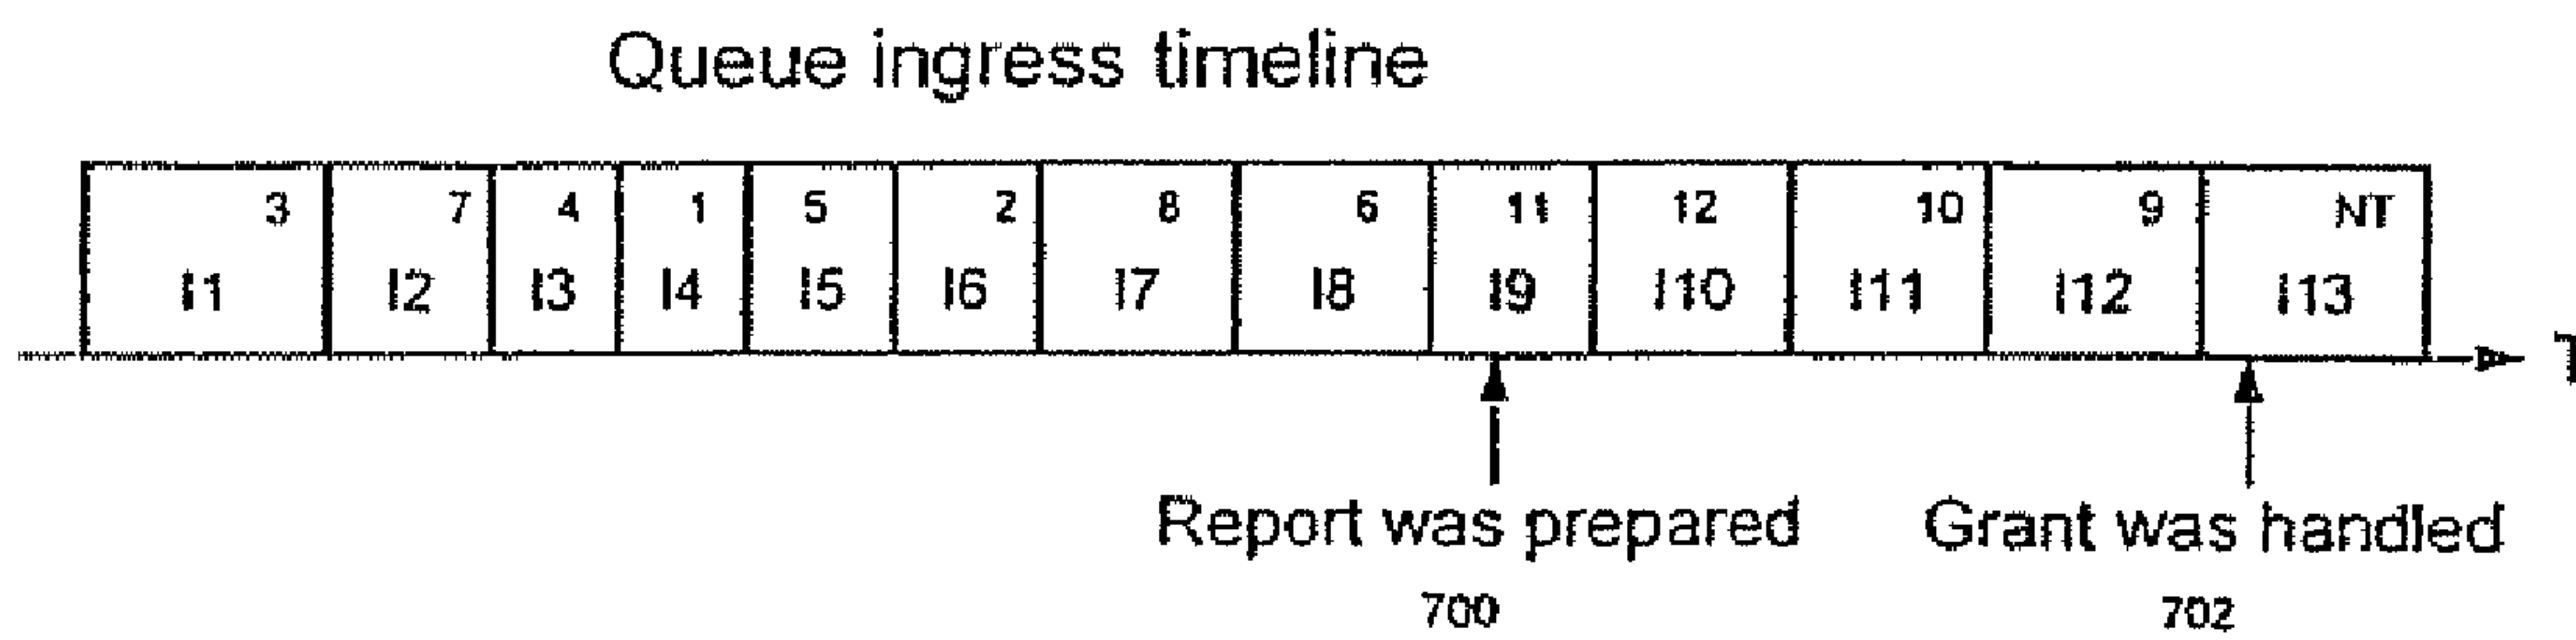 Queue ingress timeline
3 7 4 1 5 2 8 6 11 12 10 9 NT
I1 I2 I3 I4 I5 I6 I7 I8 I9 I10 I11 I12 I13
T
Report was prepared Grant was handled
700 702